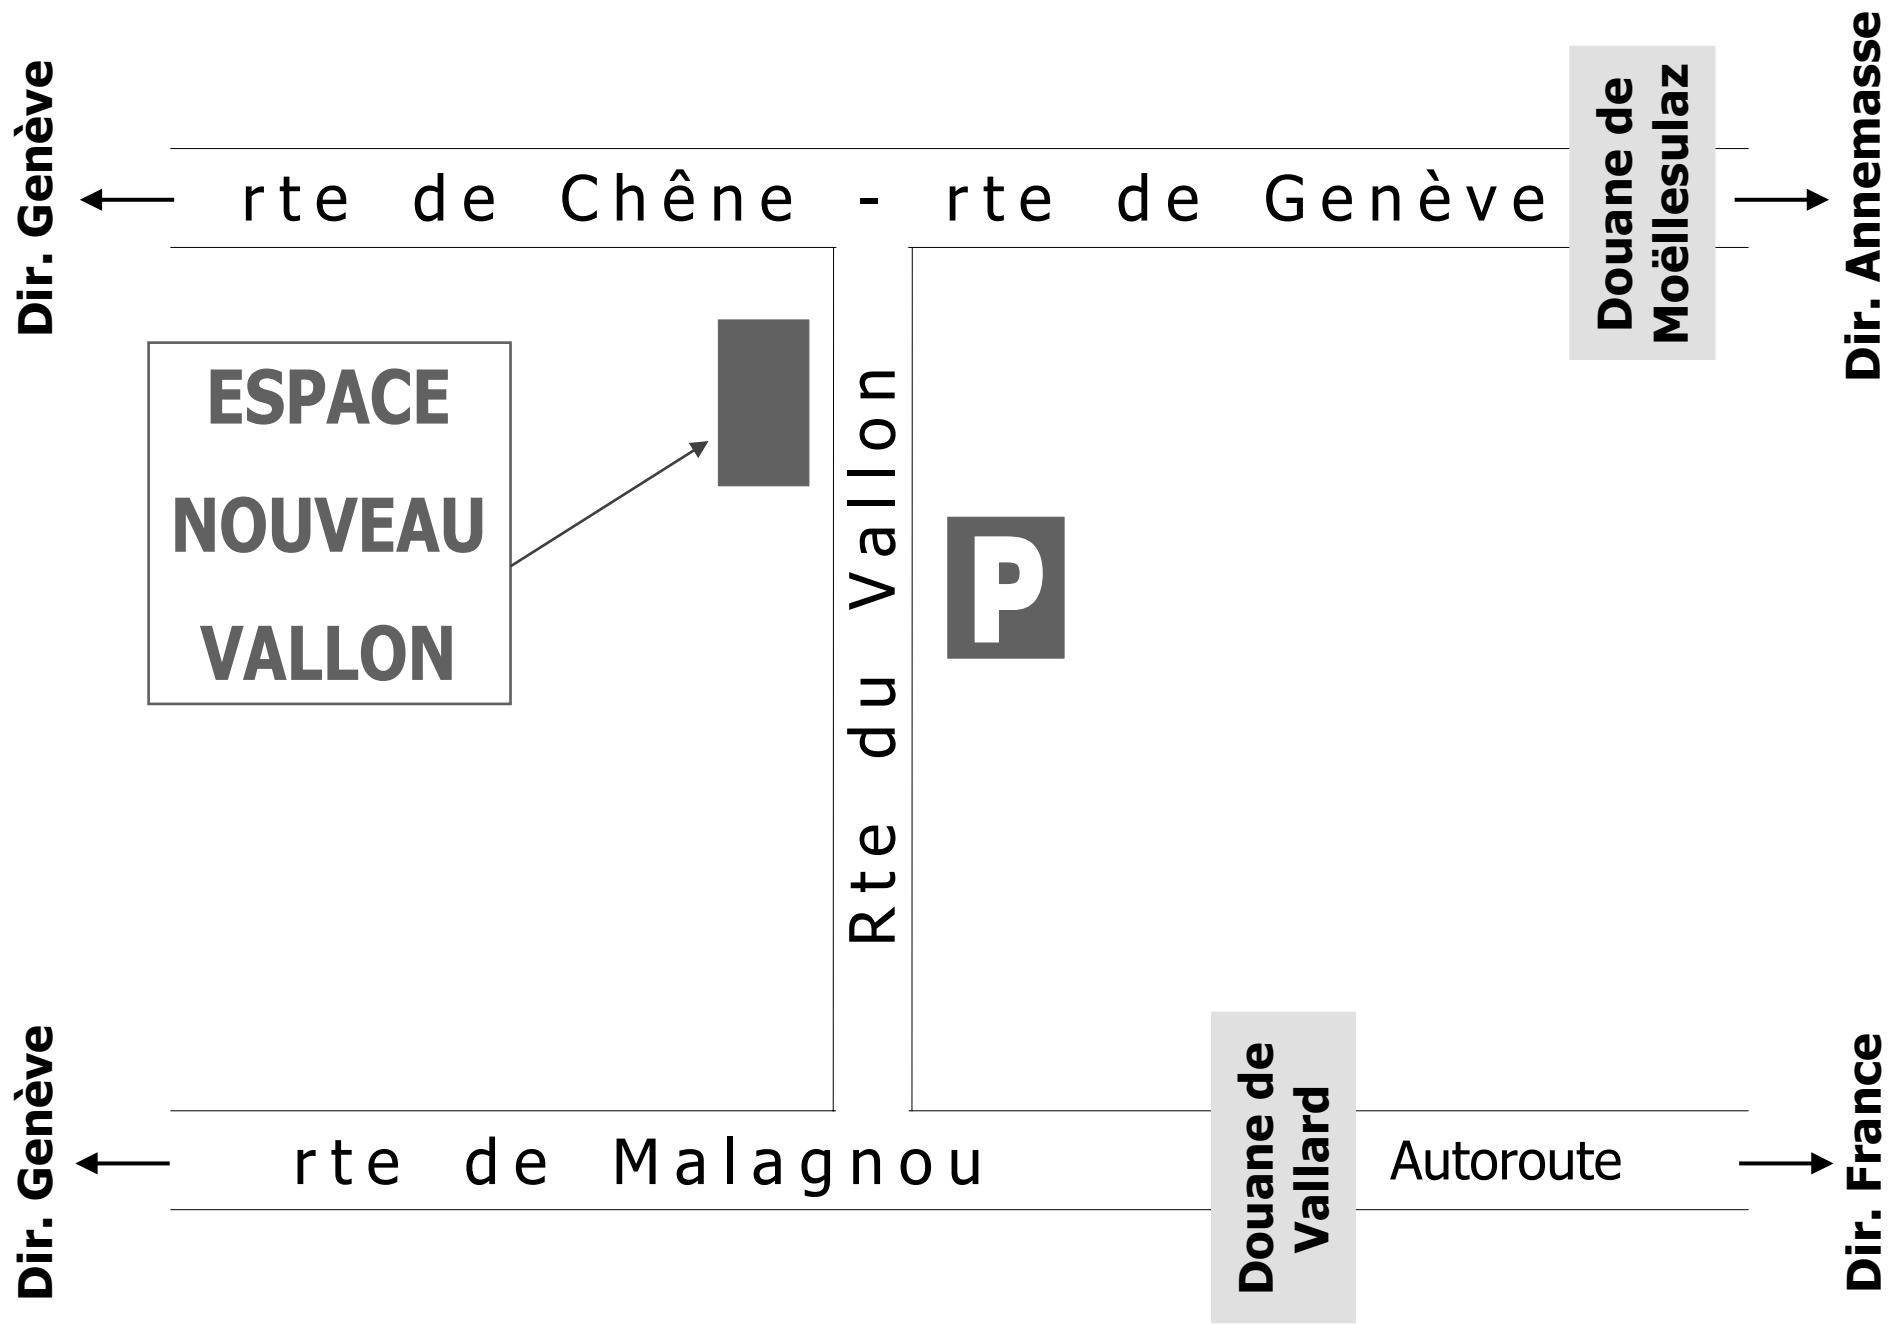 Dir. Genève
rte de Chêne - rte de Genève
Douane de
Moëllesulaz
Dir. Annemasse
ESPACE
NOUVEAU
VALLON
Rte du Vallon
P
Dir. Genève
rte de Malagnou
Douane de
Vallard
Autoroute
Dir. France